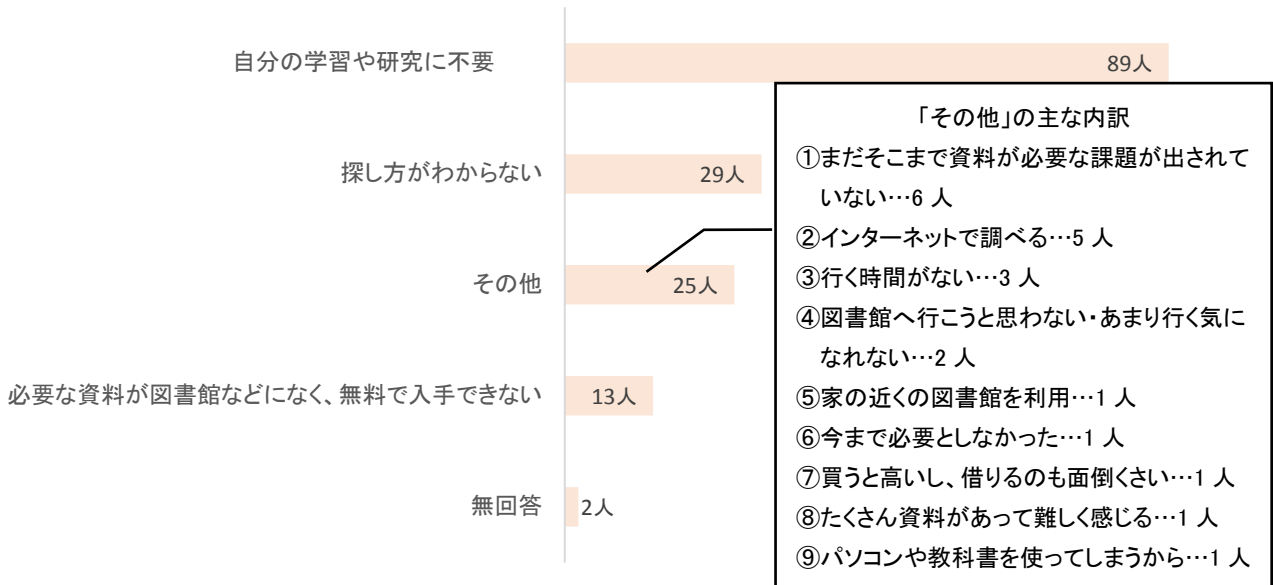 自分の学習や研究に不要
89人
探し方がわからない
29人
その他
25人
必要な資料が図書館などになく、無料で入手できない
13人
無回答
2人
「その他」の主な内訳
①まだそこまで資料が必要な課題が出されて
いない…6 人
②インターネットで調べる…5 人
③行く時間がない…3 人
④図書館へ行こうと思わない・あまり行く気に
なれない…2 人
⑤家の近くの図書館を利用…1 人
⑥今まで必要としなかった…1 人
⑦買うと高いし、借りるのも面倒くさい…1 人
⑧たくさん資料があって難しく感じる…1 人
⑨パソコンや教科書を使ってしまうから…1 人